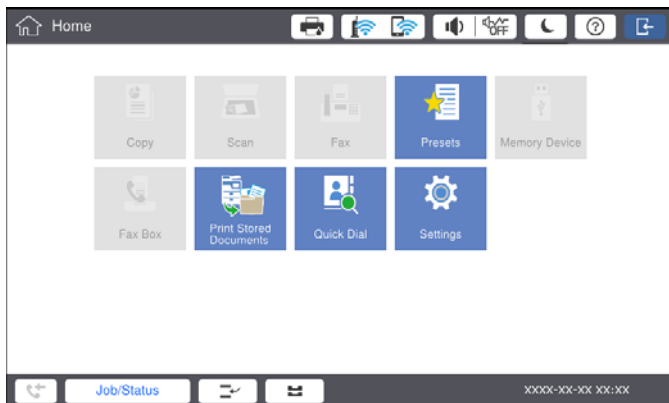 Home
OFF
Copy
Scan
Fax
Presets
Memory Device
Fax Box
Print Stored
Documents
Quick Dial
Settings
Job/Status
XXXX-XX-XX XX:XX